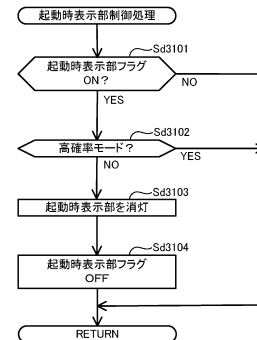 起動時表示部制御処理
Sd3101
起動時表示部フラグ
ON?
NO
YES
Sd3102
高確率モード?
YES
NO
Sd3103
起動時表示部を消灯
Sd3104
起動時表示部フラグ
OFF
RETURN